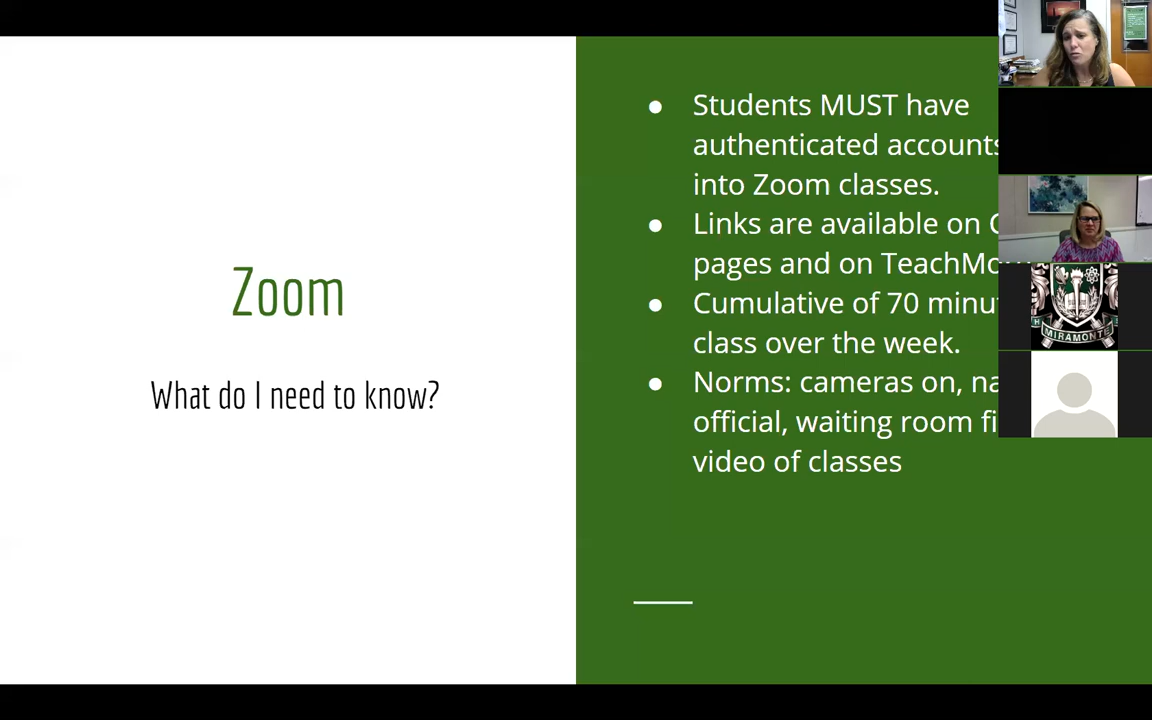 Zoom
What do I need to know?
Students MUST have
authenticated accounts
into Zoom classes.
Links are available on
pages and on
Cumulative of 70
class over the week.
Norms: cameras on,
official, waiting room
video of classes
MIRAMONTE